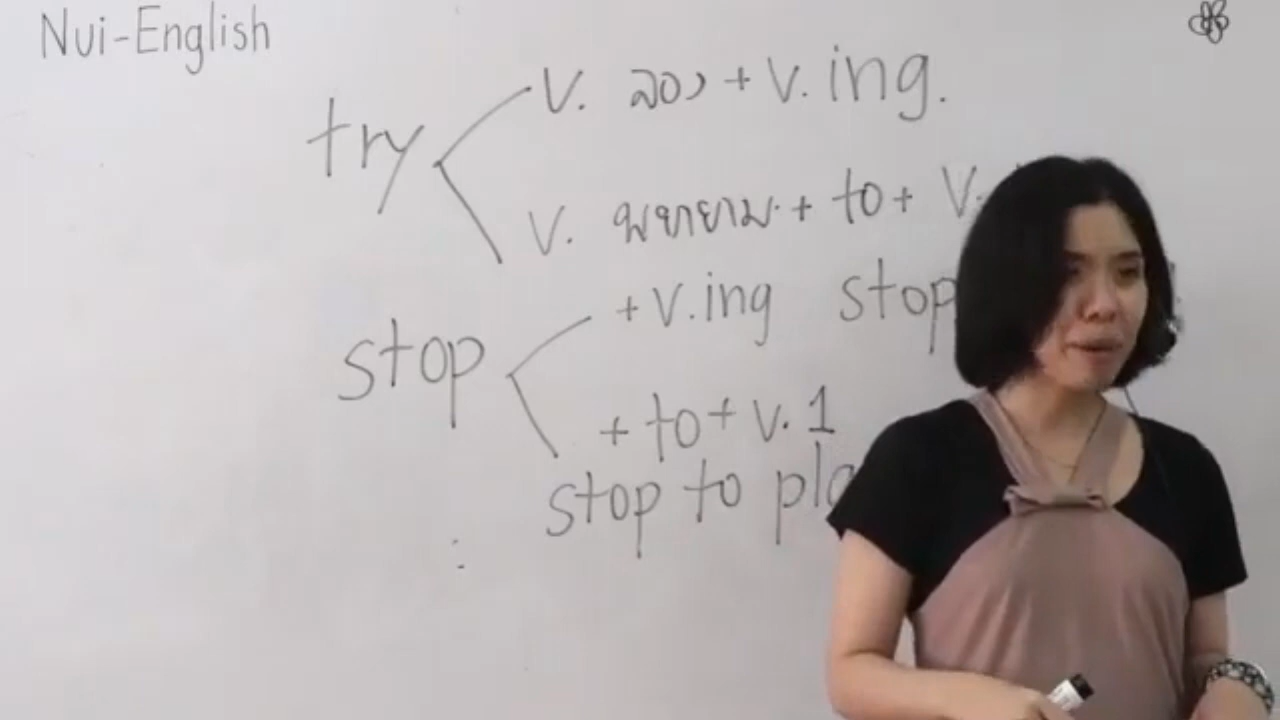 Nui-English
try
V. ลอง + V. ing.
V. พยายาม + to + V.
stop
+ V.ing stop
+ to + V. 1
stop to pla